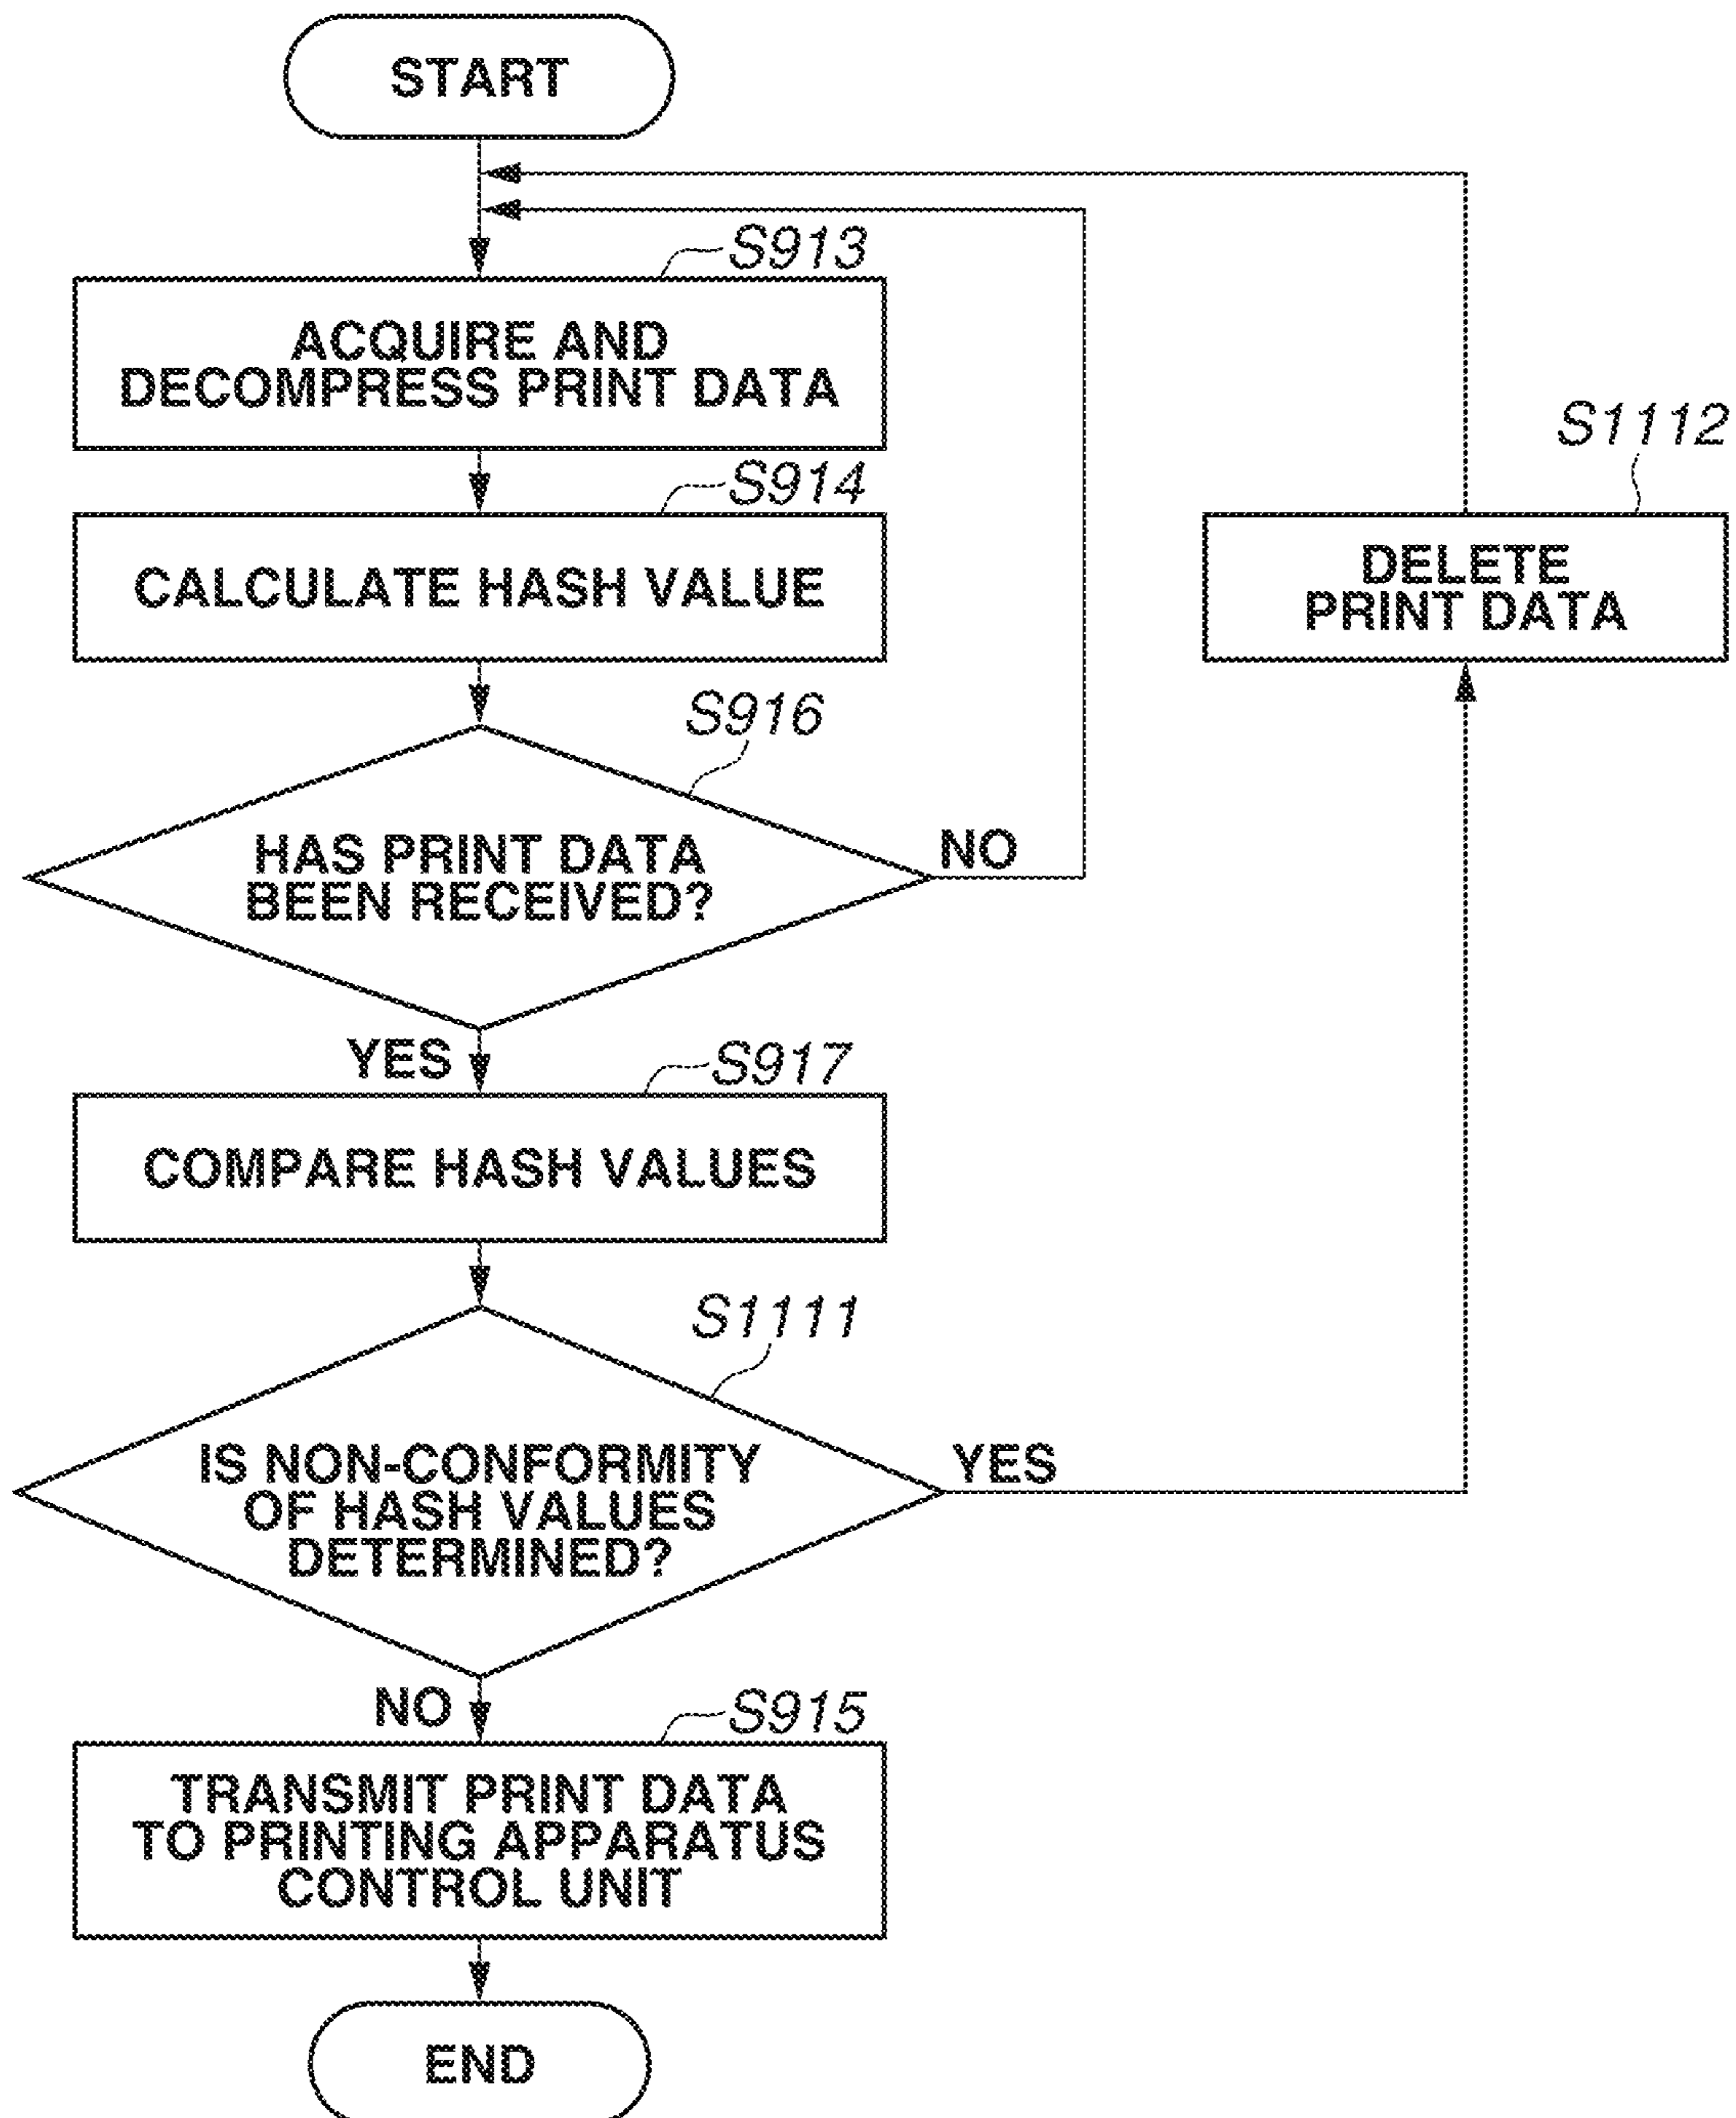 START
S913
ACQUIRE AND
DECOMPRESS PRINT DATA
S914
CALCULATE HASH VALUE
S1112
DELETE
PRINT DATA
S916
HAS PRINT DATA
BEEN RECEIVED?
NO
YES
S917
COMPARE HASH VALUES
S1111
IS NON-CONFORMITY
OF HASH VALUES
DETERMINED?
YES
NO
S915
TRANSMIT PRINT DATA
TO PRINTING APPARATUS
CONTROL UNIT
END